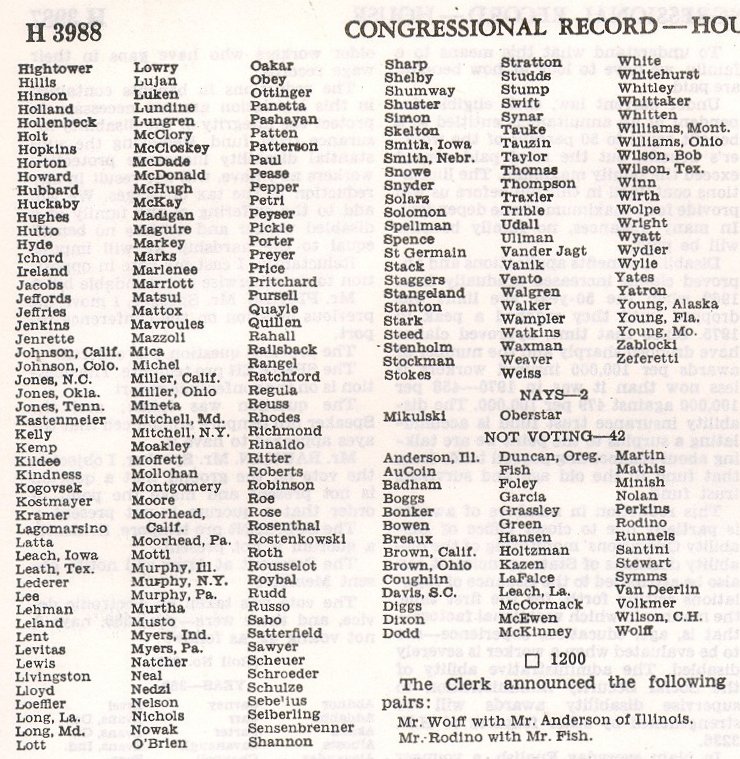 H 3988
CONGRESSIONAL RECORD — HOU
Hightower
Hillis
Hinson
Holland
Hollenbeck
Holt
Hopkins
Horton
Howard
Hubbard
Huckaby
Hughes
Hutto
Hyde
Ichord
Ireland
Jacobs
Jeffords
Jeffries
Jenkins
Jenrette
Johnson, Calif.
Johnson, Colo.
Jones, N.C.
Jones, Okla.
Jones, Tenn.
Kastenmeier
Kelly
Kemp
Kildee
Kindness
Kogovsek
Kostmayer
Kramer
Lagomarsino
Latta
Leach, Iowa
Leath, Tex.
Lederer
Lee
Lehman
Leland
Lent
Levitas
Lewis
Livingston
Lloyd
Loeffler
Long, La.
Long, Md.
Lott
Lowry
Lujan
Luken
Lundine
Lungren
McClory
McCloskey
McDade
McDonald
McHugh
McKay
Madigan
Maguire
Markey
Marks
Marlenee
Marriott
Matsui
Mattox
Mavroules
Mazzoli
Mica
Michel
Miller, Calif.
Miller, Ohio
Mineta
Mitchell, Md.
Mitchell, N.Y.
Moakley
Moffett
Mollohan
Montgomery
Moore
Moorhead,
Calif.
Moorhead, Pa.
Mottl
Murphy, Ill.
Murphy, N.Y.
Murphy, Pa.
Murtha
Musto
Myers, Ind.
Myers, Pa.
Natcher
Neal
Nedzi
Nelson
Nichols
Nowak
O'Brien
Oakar
Obey
Ottinger
Panetta
Pashayan
Patten
Patterson
Paul
Pease
Pepper
Petri
Peyser
Pickle
Porter
Preyer
Price
Pritchard
Pursell
Quayle
Quillen
Rahall
Railsback
Rangel
Ratchford
Regula
Reuss
Rhodes
Richmond
Rinaldo
Ritter
Roberts
Robinson
Roe
Rose
Rosenthal
Rostenkowski
Roth
Rousselot
Roybal
Rudd
Russo
Sabo
Satterfield
Sawyer
Scheuer
Schroeder
Schulze
Sebelius
Seiberling
Sensenbrenner
Shannon
Sharp
Shelby
Shumway
Shuster
Simon
Skelton
Smith, Iowa
Smith, Nebr.
Snowe
Snyder
Solarz
Solomon
Spellman
Spence
St Germain
Stack
Staggers
Stangeland
Stanton
Stark
Steed
Stenholm
Stockman
Stokes
Stratton
Studds
Stump
Swift
Synar
Tauke
Tauzin
Taylor
Thomas
Thompson
Traxler
Trible
Udall
Ullman
Vander Jagt
Vanik
Vento
Walgren
Walker
Wampler
Watkins
Waxman
Weaver
Weiss
White
Whitehurst
Whitley
Whittaker
Whitten
Williams, Mont.
Williams, Ohio
Wilson, Bob
Wilson, Tex.
Winn
Wirth
Wolpe
Wright
Wyatt
Wydler
Wylie
Yates
Yatron
Young, Alaska
Young, Fla.
Young, Mo.
Zablocki
Zeferetti
NAYS—2
Mikulski
Oberstar
NOT VOTING—42
Anderson, Ill.
AuCoin
Badham
Boggs
Bonker
Bowen
Breaux
Brown, Calif.
Brown, Ohio
Coughlin
Davis, S.C.
Diggs
Dixon
Dodd
Duncan, Oreg.
Fish
Foley
Garcia
Grassley
Green
Hansen
Holtzman
Kazen
LaFalce
Leach, La.
McCormack
McEwen
McKinney
Martin
Mathis
Minish
Nolan
Perkins
Rodino
Runnels
Santini
Stewart
Symms
Van Deerlin
Volkmer
Wilson, C.H.
Wolff
□ 1200
The Clerk announced the following
pairs:
Mr. Wolff with Mr. Anderson of Illinois.
Mr. Rodino with Mr. Fish.